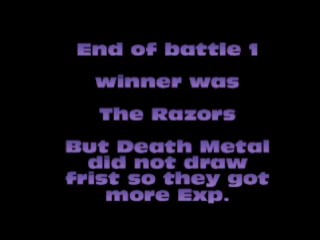 End of battle 1
winner was
The Razors
But Death Metal
did not draw
frist so they got
more Exp.